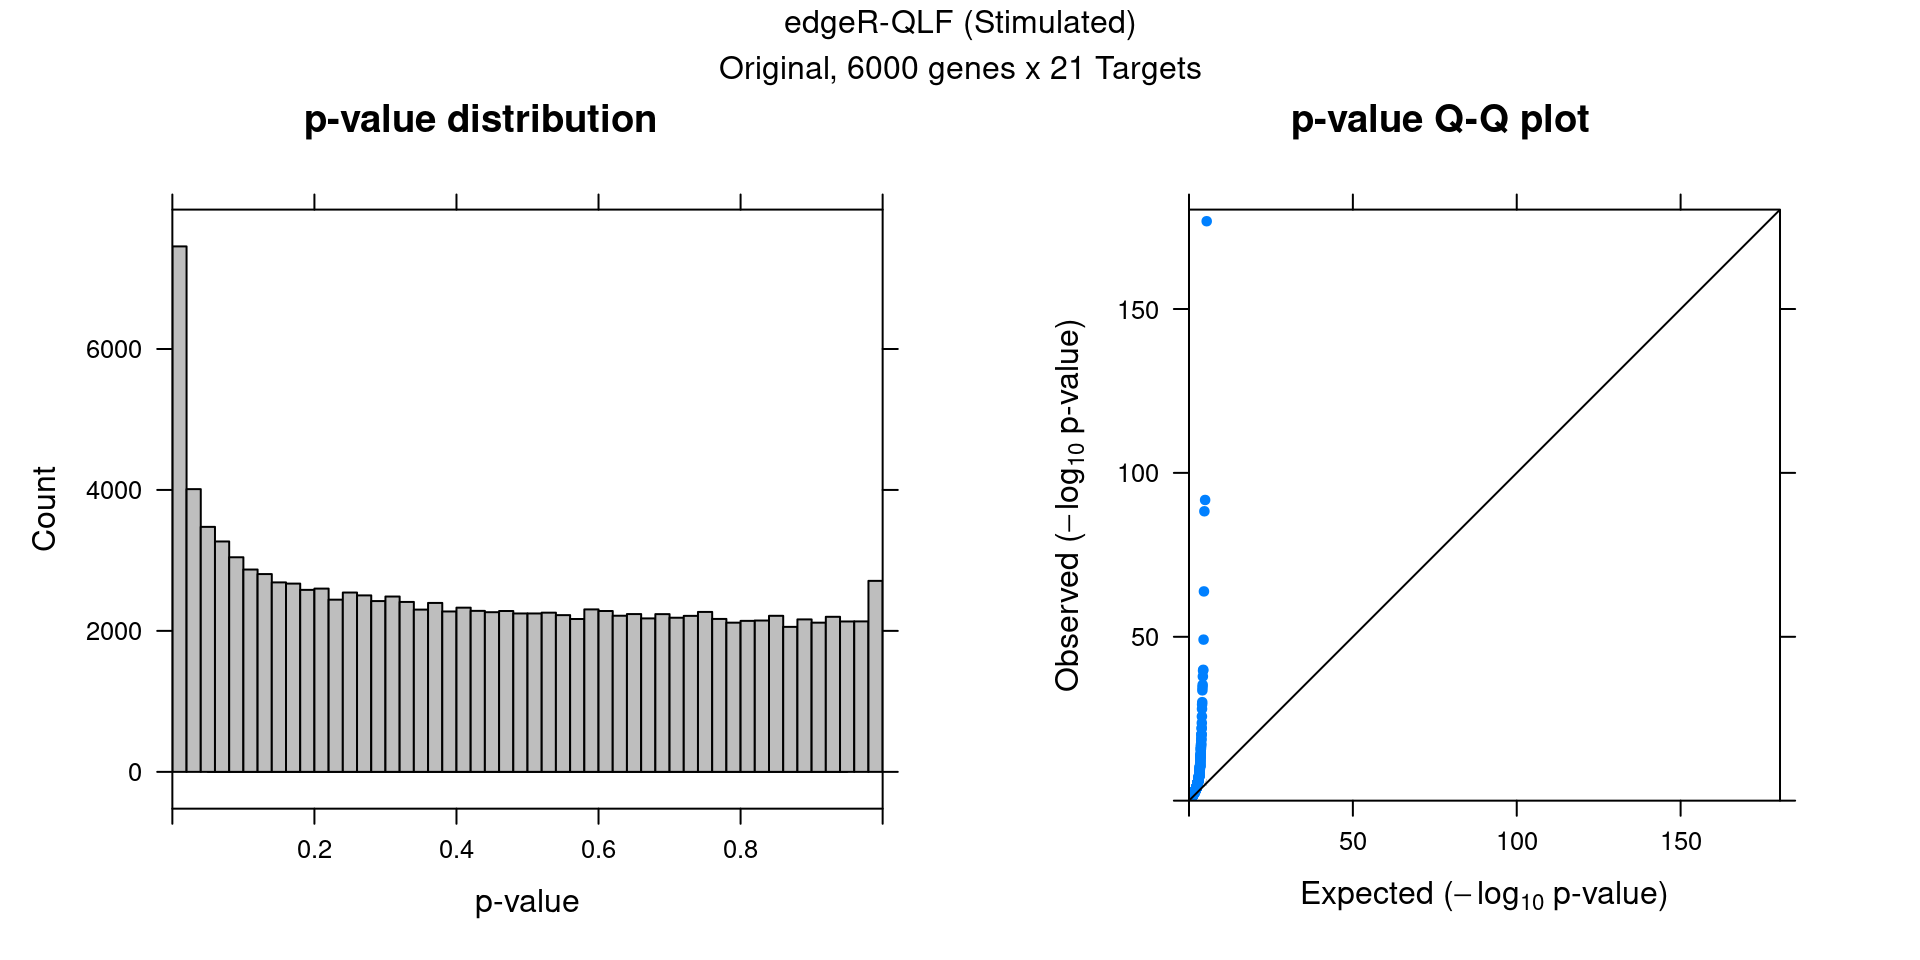 edgeR-QLF (Stimulated)
Original, 6000 genes x 21 Targets
p-value distribution
Count
6000
4000
2000
0
0.2 0.4 0.6 0.8
p-value
p-value Q-Q plot
Observed (−log10 p-value)
150
100
50
50 100 150
Expected (−log10 p-value)